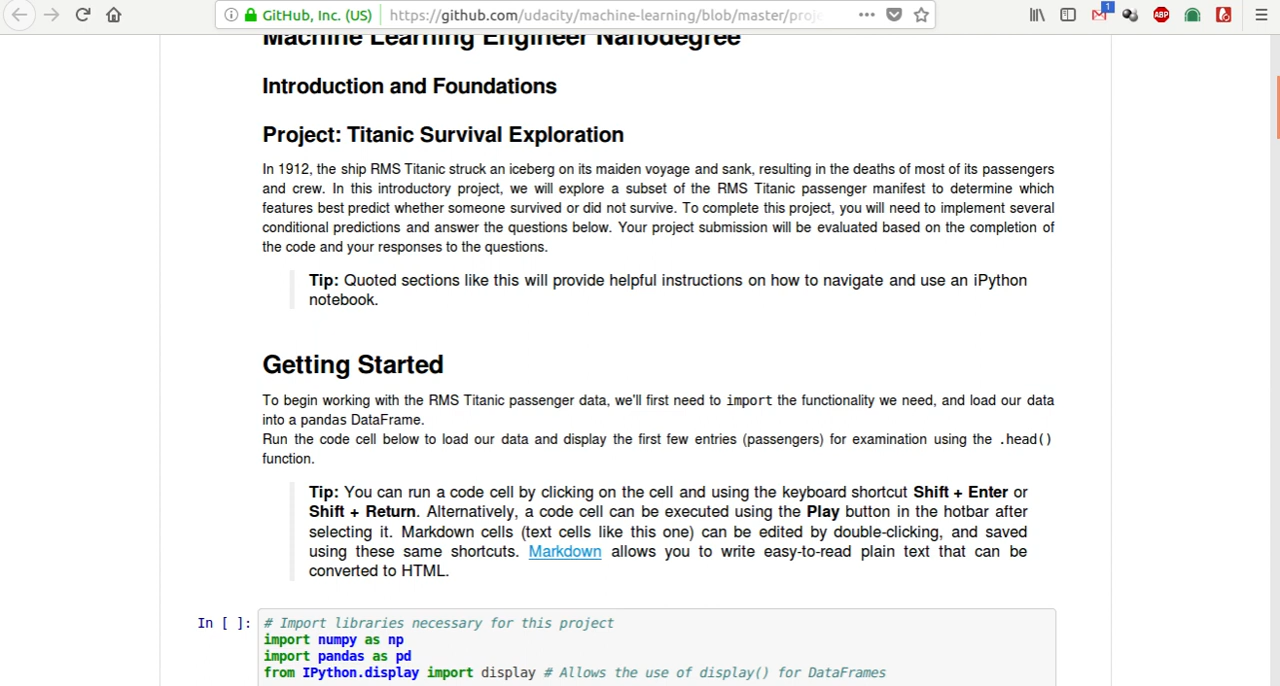 GitHub, Inc. (US) https://github.com/udacity/machine-learning/blob/master/proje
1
ABP
Machine Learning Engineer Nanodegree
Introduction and Foundations
Project: Titanic Survival Exploration
In 1912, the ship RMS Titanic struck an iceberg on its maiden voyage and sank, resulting in the deaths of most of its passengers
and crew. In this introductory project, we will explore a subset of the RMS Titanic passenger manifest to determine which
features best predict whether someone survived or did not survive. To complete this project, you will need to implement several
conditional predictions and answer the questions below. Your project submission will be evaluated based on the completion of
the code and your responses to the questions.
Tip: Quoted sections like this will provide helpful instructions on how to navigate and use an iPython
notebook.
Getting Started
To begin working with the RMS Titanic passenger data, we'll first need to import the functionality we need, and load our data
into a pandas DataFrame.
Run the code cell below to load our data and display the first few entries (passengers) for examination using the .head()
function.
Tip: You can run a code cell by clicking on the cell and using the keyboard shortcut Shift + Enter or
Shift + Return. Alternatively, a code cell can be executed using the Play button in the hotbar after
selecting it. Markdown cells (text cells like this one) can be edited by double-clicking, and saved
using these same shortcuts. Markdown allows you to write easy-to-read plain text that can be
converted to HTML.
In [ ]: # Import libraries necessary for this project
import numpy as np
import pandas as pd
from IPython.display import display # Allows the use of display() for DataFrames